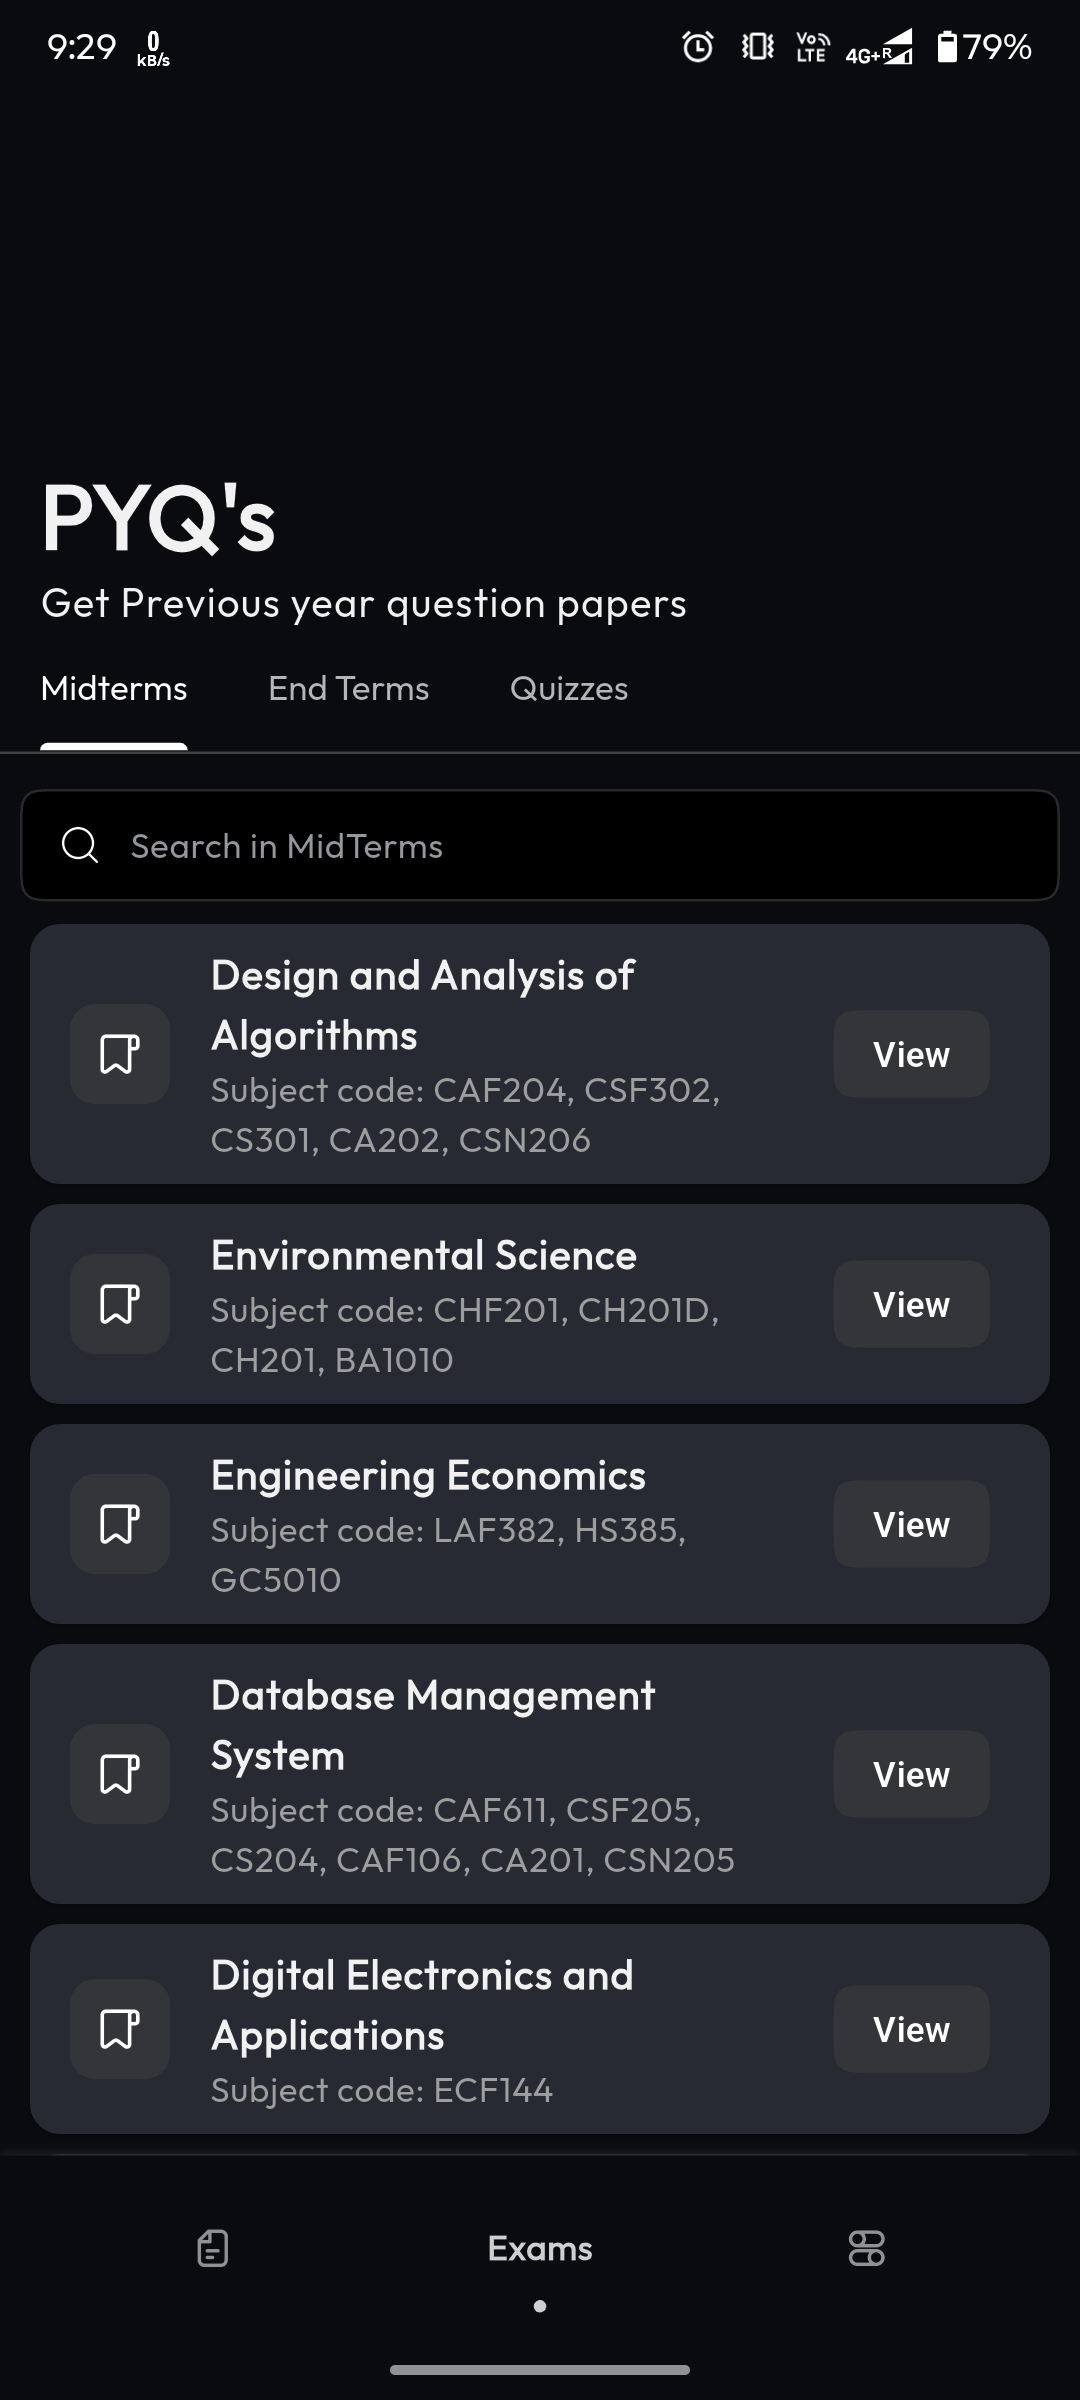 9:29 0 kB/s Vo LTE 4G+ R 79%
PYQ's
Get Previous year question papers
Midterms End Terms Quizzes
Search in MidTerms
Design and Analysis of
Algorithms
Subject code: CAF204, CSF302,
CS301, CA202, CSN206
View
Environmental Science
Subject code: CHF201, CH201D,
CH201, BA1010
View
Engineering Economics
Subject code: LAF382, HS385,
GC5010
View
Database Management
System
Subject code: CAF611, CSF205,
CS204, CAF106, CA201, CSN205
View
Digital Electronics and
Applications
Subject code: ECF144
View
Exams